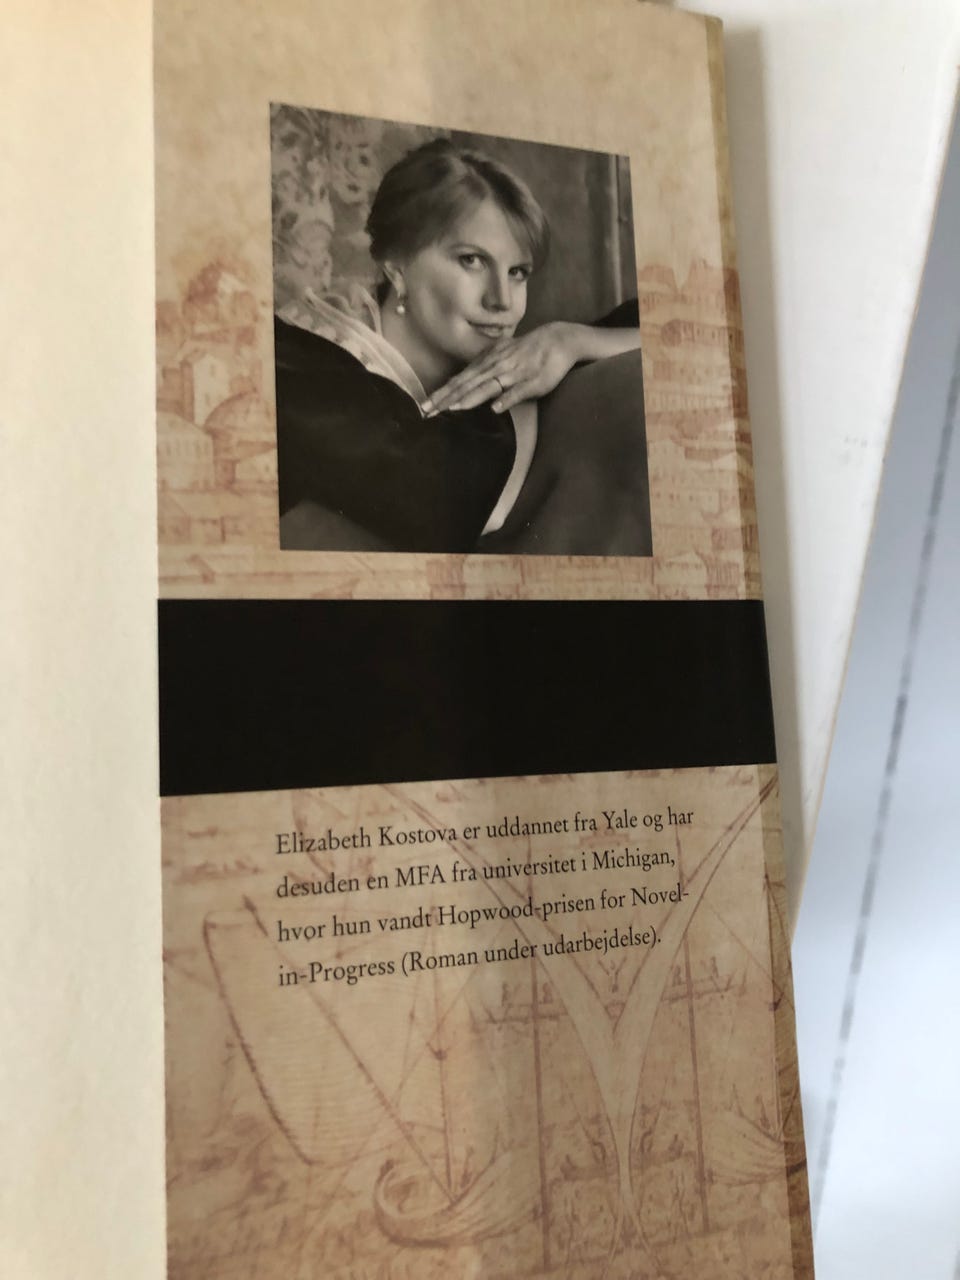 Elizabeth Kostova er uddannet fra Yale og har
desuden en MFA fra universitet i Michigan,
hvor hun vandt Hopwood-prisen for Novel-
in-Progress (Roman under udarbejdelse).